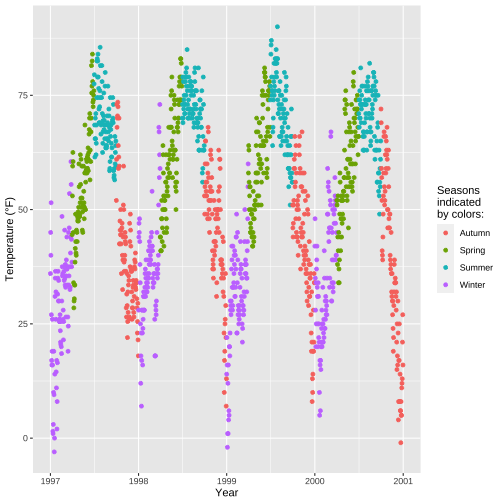 75
50
25
0
Temperature (°F)
1997
1998
1999
2000
2001
Year
Seasons
indicated
by colors:
Autumn
Spring
Summer
Winter